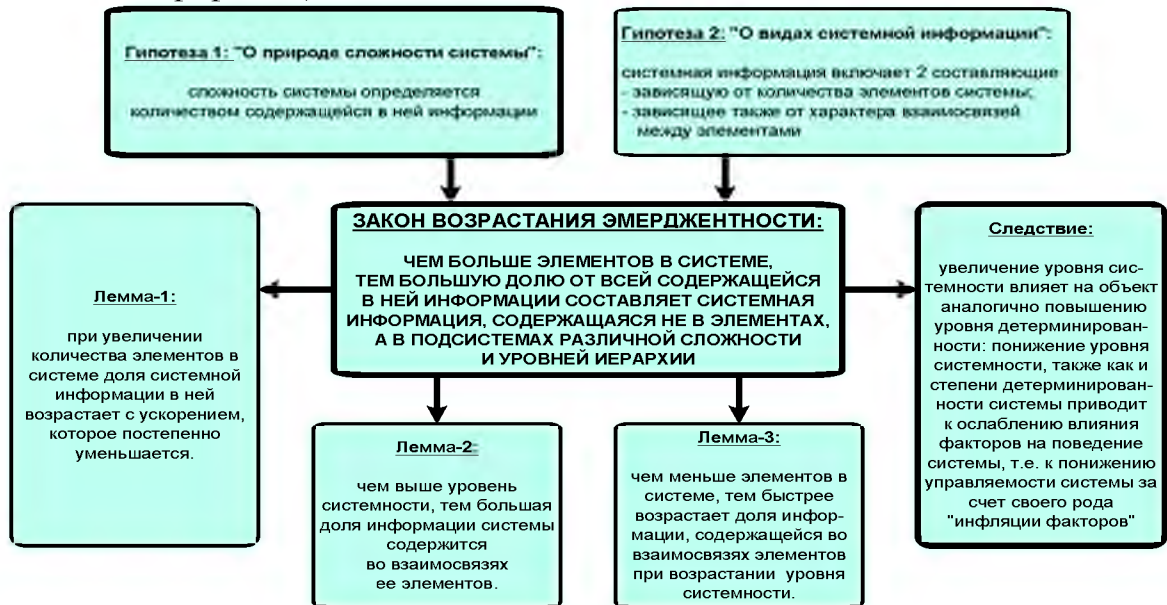 Гипотеза 1: "О природе сложности системы":
сложность системы определяется
количеством содержащейся в ней информации
Гипотеза 2: "О видах системной информации":
системная информация включает 2 составляющие
- зависящую от количества элементов системы;
- зависящее также от характера взаимосвязей
между элементами
ЗАКОН ВОЗРАСТАНИЯ ЭМЕРДЖЕНТНОСТИ:
ЧЕМ БОЛЬШЕ ЭЛЕМЕНТОВ В СИСТЕМЕ,
ТЕМ БОЛЬШУЮ ДОЛЮ ОТ ВСЕЙ СОДЕРЖАЩЕЙСЯ
В НЕЙ ИНФОРМАЦИИ СОСТАВЛЯЕТ СИСТЕМНАЯ
ИНФОРМАЦИЯ, СОДЕРЖАЩАЯСЯ НЕ В ЭЛЕМЕНТАХ,
А В ПОДСИСТЕМАХ РАЗЛИЧНОЙ СЛОЖНОСТИ
И УРОВНЕЙ ИЕРАРХИИ
Лемма-1:
при увеличении
количества элементов в
системе доля системной
информации в ней
возрастает с ускорением,
которое постепенно
уменьшается.
Лемма-2:
чем выше уровень
системности, тем большая
доля информации системы
содержится
во взаимосвязях
ее элементов.
Лемма-3:
чем меньше элементов в
системе, тем быстрее
возрастает доля инфор-
мации, содержащейся во
взаимосвязях элементов
при возрастании уровня
системности.
Следствие:
увеличение уровня сис-
темности влияет на объект
аналогично повышению
уровня детерминирован-
ности: понижение уровня
системности, также как и
степени детерминирован-
ности системы приводит
к ослаблению влияния
факторов на поведение
системы, т.е. к понижению
управляемости системы за
счет своего рода
"инфляции факторов"